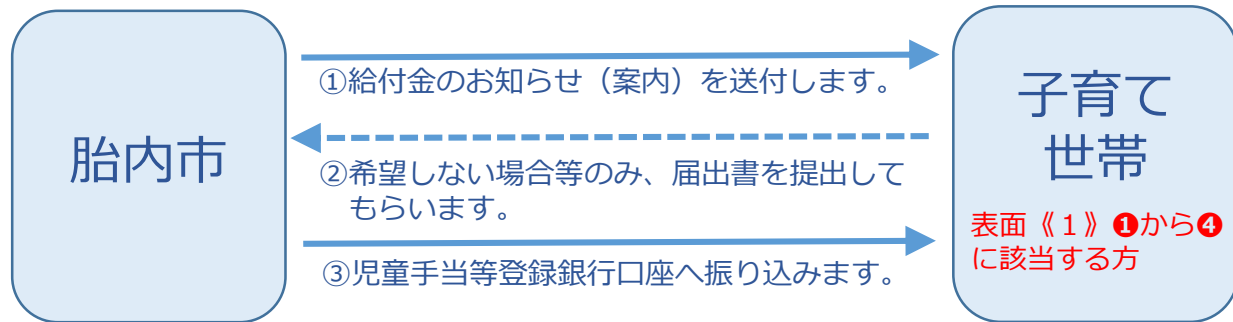 胎内市
①給付金のお知らせ（案内）を送付します。
②希望しない場合等のみ、届出書を提出して
もらいます。
③児童手当等登録銀行口座へ振り込みます。
子育て
世帯
表面《１》❶から❹
に該当する方